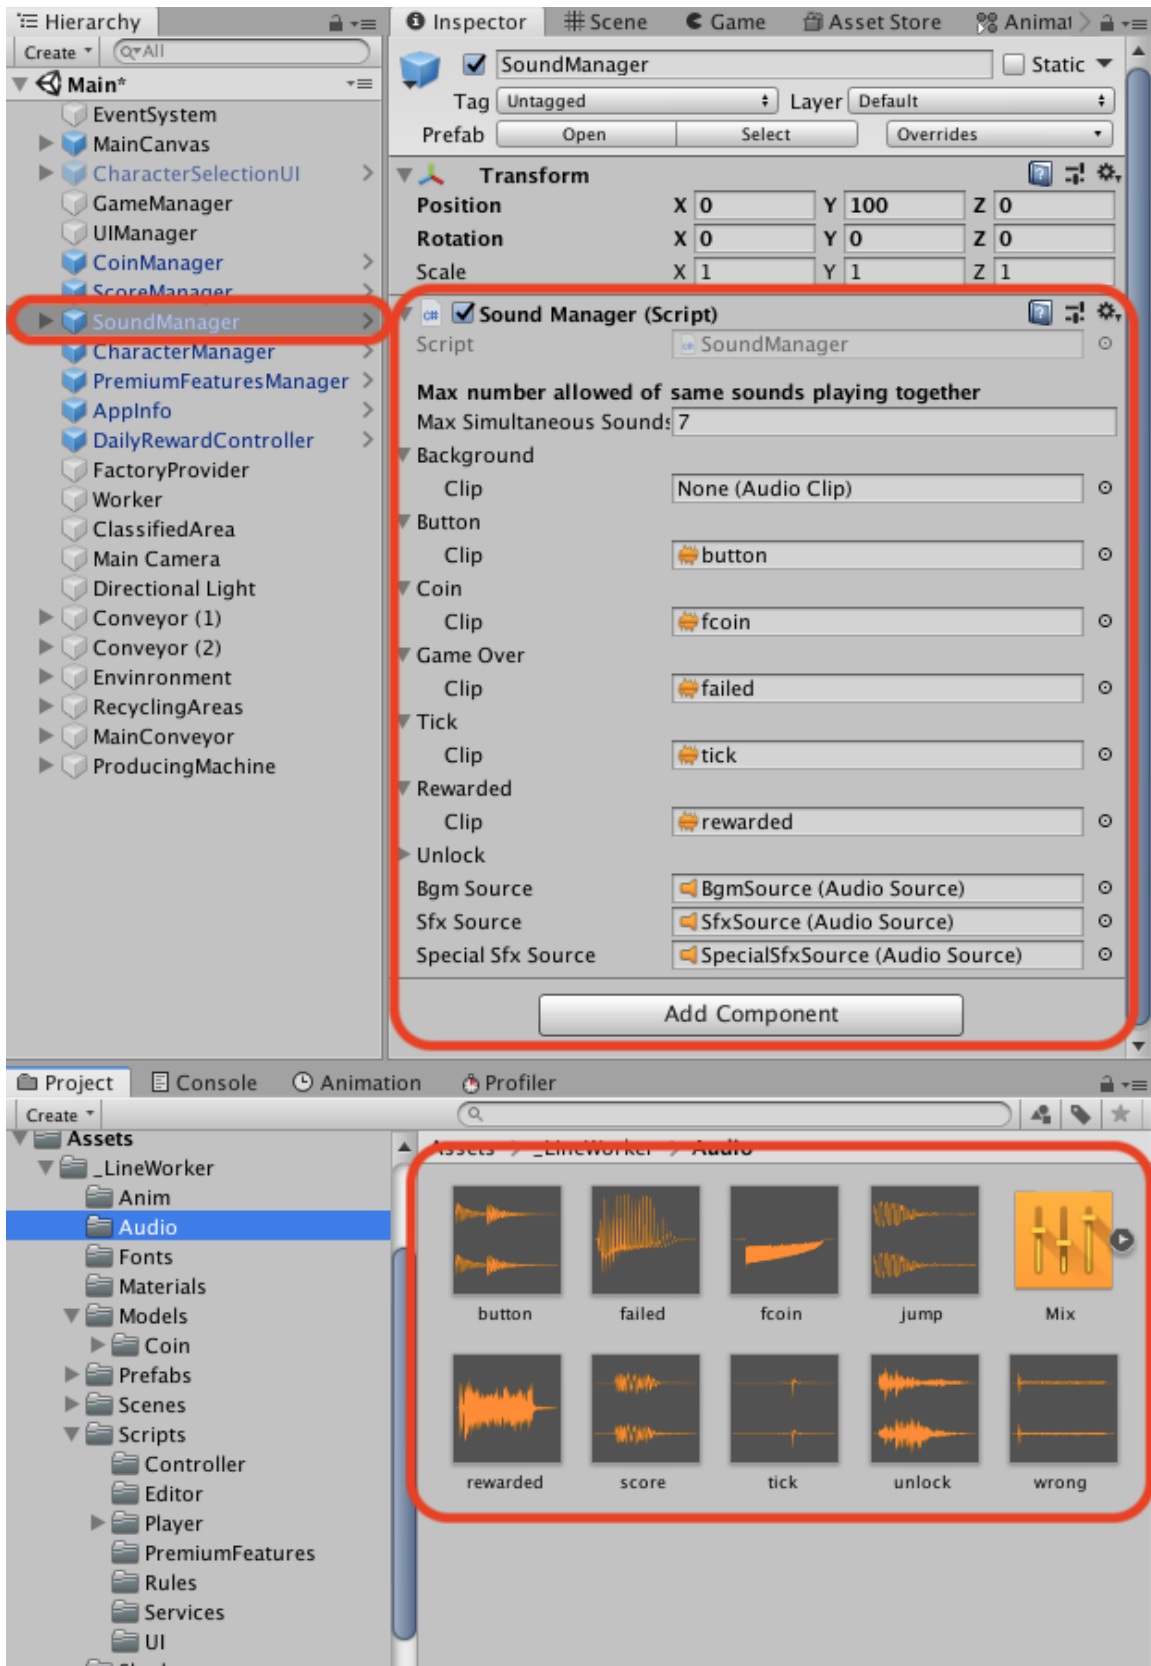 Hierarchy
Create
All
Main*
EventSystem
MainCanvas
CharacterSelectionUI
GameManager
UIManager
CoinManager
ScoreManager
SoundManager
CharacterManager
PremiumFeaturesManager
AppInfo
DailyRewardController
FactoryProvider
Worker
ClassifiedArea
Main Camera
Directional Light
Conveyor (1)
Conveyor (2)
Envinronment
RecyclingAreas
MainConveyor
ProducingMachine
Inspector Scene Game Asset Store Animat
SoundManager Static
Tag Untagged Layer Default
Prefab Open Select Overrides
Transform
Position X 0 Y 100 Z 0
Rotation X 0 Y 0 Z 0
Scale X 1 Y 1 Z 1
Sound Manager (Script)
Script SoundManager
Max number allowed of same sounds playing together
Max Simultaneous Sounds 7
Background
Clip None (Audio Clip)
Button
Clip button
Coin
Clip fcoin
Game Over
Clip failed
Tick
Clip tick
Rewarded
Clip rewarded
Unlock
Bgm Source BgmSource (Audio Source)
Sfx Source SfxSource (Audio Source)
Special Sfx Source SpecialSfxSource (Audio Source)
Add Component
Project Console Animation Profiler
Create
Assets
_LineWorker
Anim
Audio
Fonts
Materials
Models
Coin
Prefabs
Scenes
Scripts
Controller
Editor
Player
PremiumFeatures
Rules
Services
UI
Assets _LineWorker Audio
button failed fcoin jump Mix
rewarded score tick unlock wrong